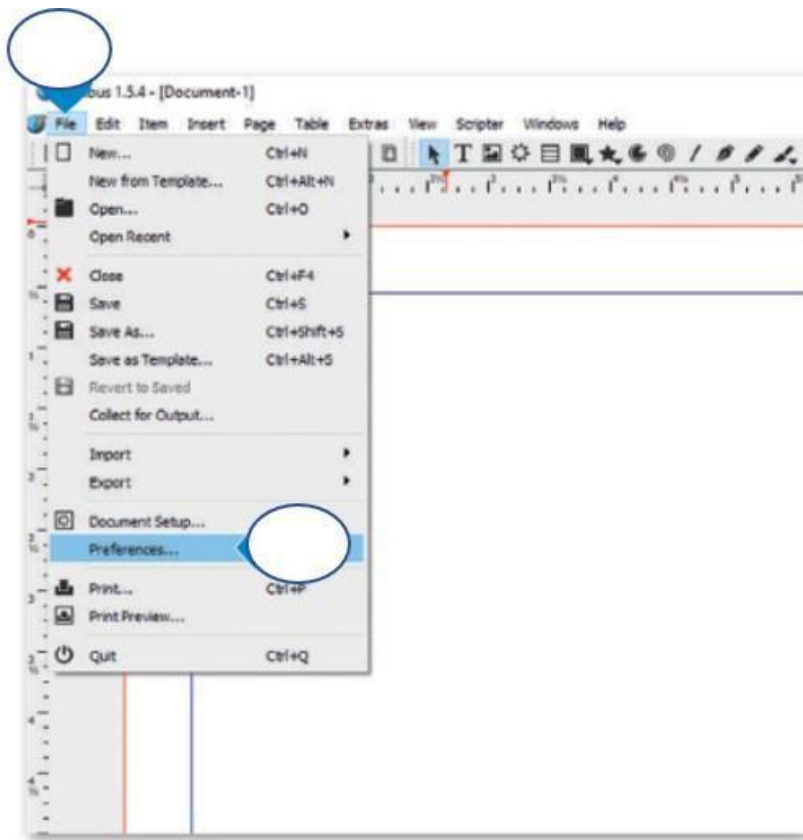 bus 1.5.4 - [Document-1]
File Edit Item Insert Page Table Extras View Scripter Windows Help
New... Ctrl+N
New from Template... Ctrl+Alt+N
Open... Ctrl+O
Open Recent
Close Ctrl+F4
Save Ctrl+S
Save As... Ctrl+Shift+S
Save as Template... Ctrl+Alt+S
Revert to Saved
Collect for Output...
Import
Export
Document Setup...
Preferences...
Print... Ctrl+P
Print Preview...
Quit Ctrl+Q